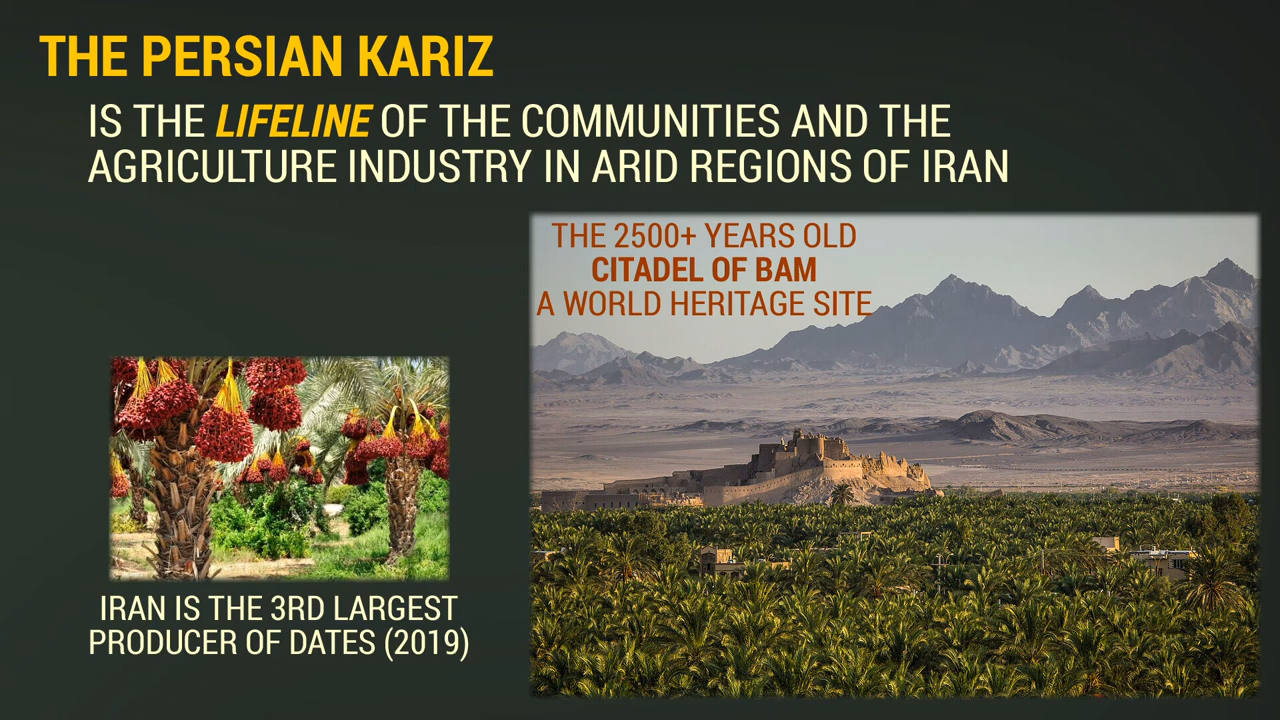 THE PERSIAN KARIZ
IS THE LIFELINE OF THE COMMUNITIES AND THE
AGRICULTURE INDUSTRY IN ARID REGIONS OF IRAN
THE 2500+ YEARS OLD
CITADEL OF BAM
A WORLD HERITAGE SITE
IRAN IS THE 3RD LARGEST
PRODUCER OF DATES (2019)